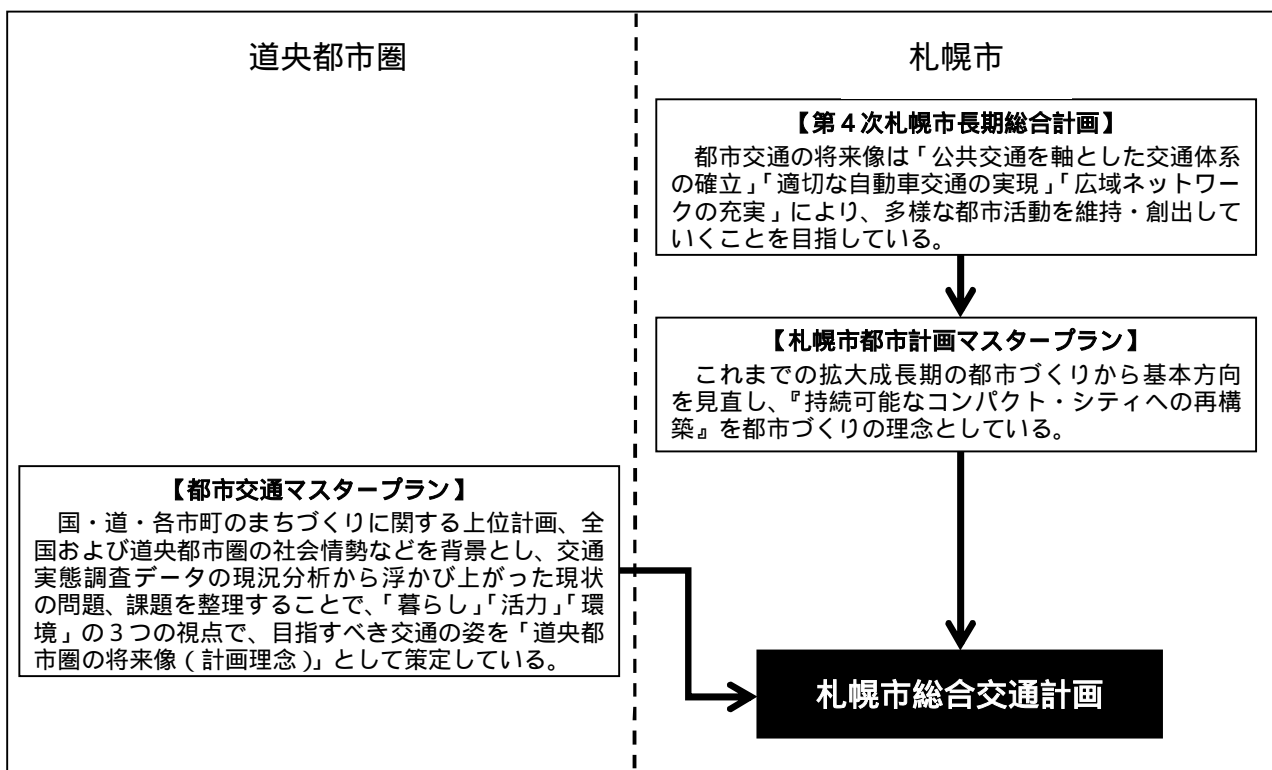 道央都市圏
札幌市
【第４次札幌市長期総合計画】
都市交通の将来像は「公共交通を軸とした交通体系
の確立」「適切な自動車交通の実現」「広域ネットワー
クの充実」により、多様な都市活動を維持・創出して
いくことを目指している。
【札幌市都市計画マスタープラン】
これまでの拡大成長期の都市づくりから基本方向
を見直し、『持続可能なコンパクト・シティへの再構
築』を都市づくりの理念としている。
【都市交通マスタープラン】
国・道・各市町のまちづくりに関する上位計画、全
国および道央都市圏の社会情勢などを背景とし、交通
実態調査データの現況分析から浮かび上がった現状
の問題、課題を整理することで、「暮らし」「活力」「環
境」の３つの視点で、目指すべき交通の姿を「道央都
市圏の将来像（計画理念）」として策定している。
札幌市総合交通計画